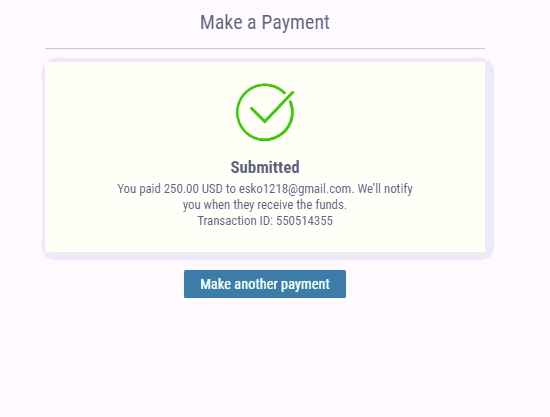 Make a Payment
Submitted
You paid 250.00 USD to esko1218@gmail.com. We'll notify
you when they receive the funds.
Transaction ID: 550514355
Make another payment